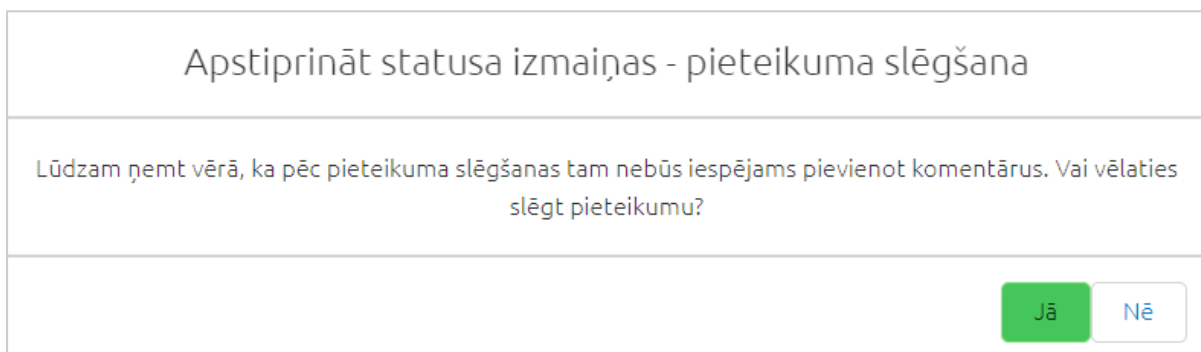 Apstiprināt statusa izmaiņas - pieteikuma slēgšana
Lūdzam ņemt vērā, ka pēc pieteikuma slēgšanas tam nebūs iespējams pievienot komentārus. Vai vēlaties
slēgt pieteikumu?
Jā Nē